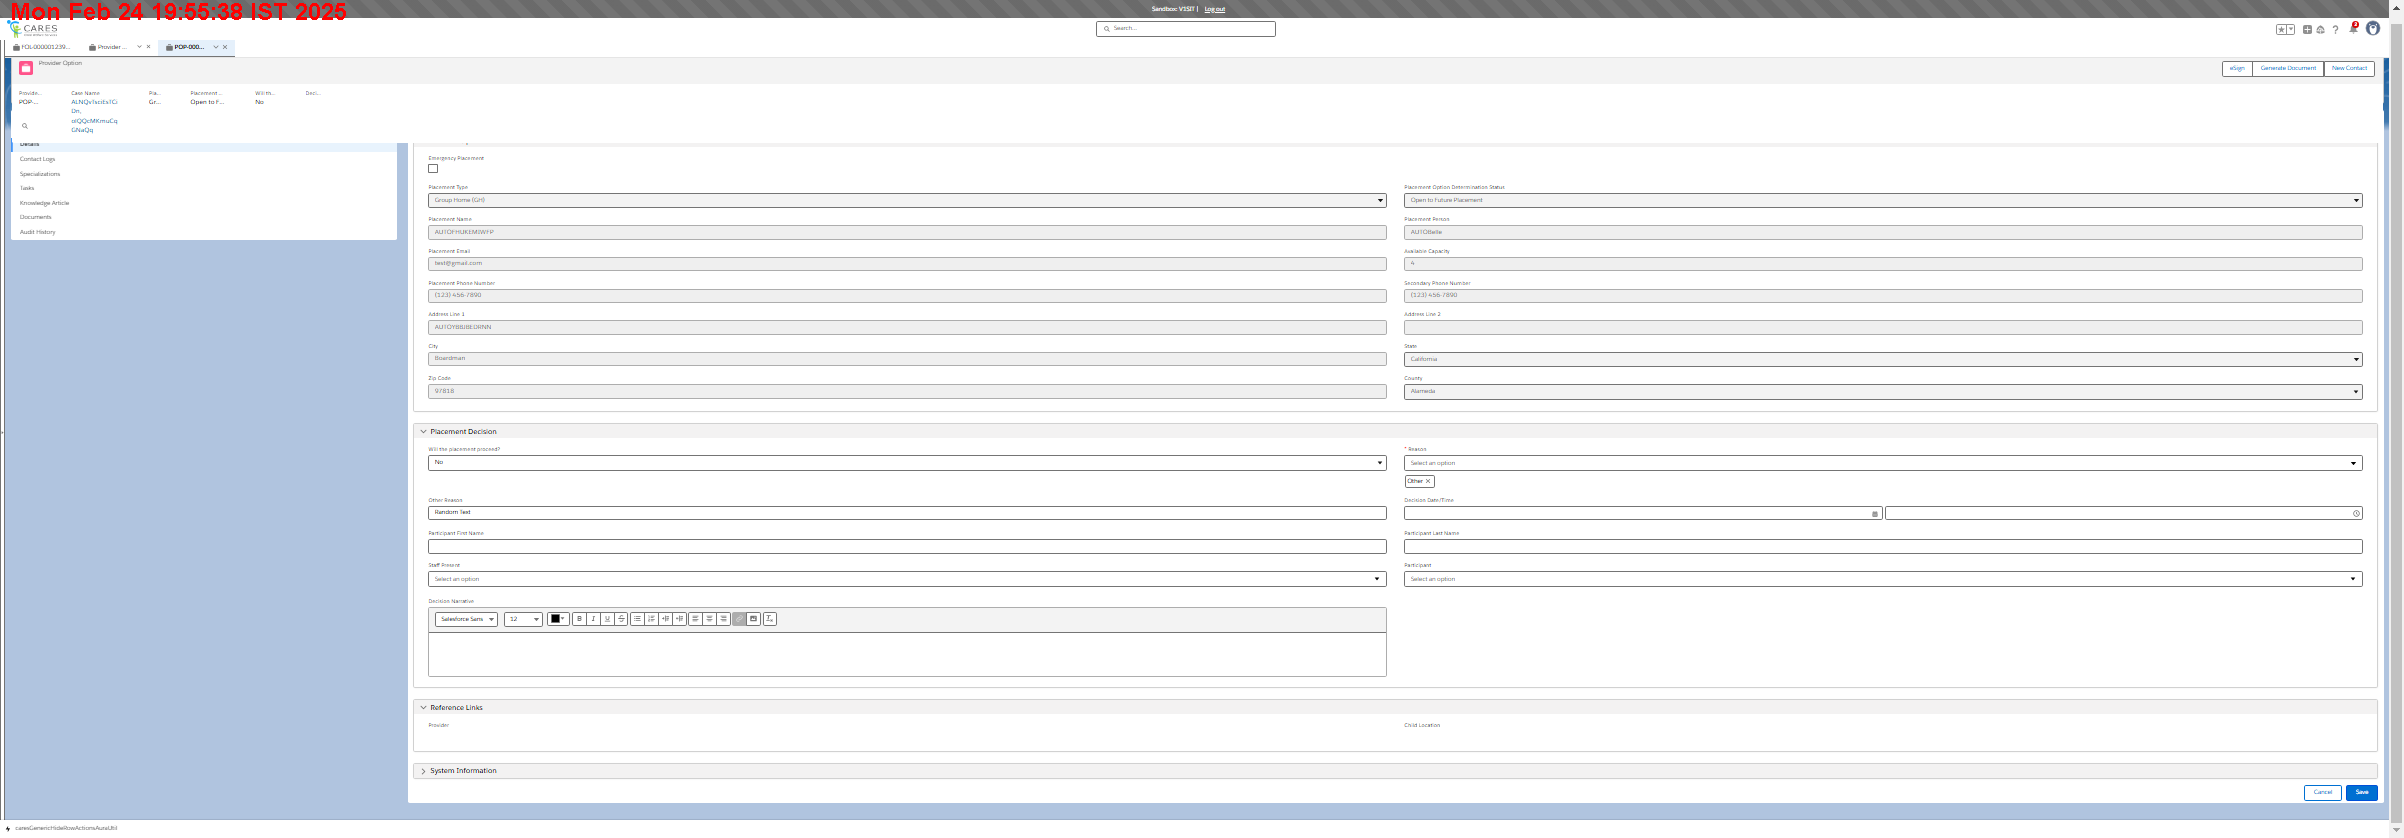 Mon Feb 24 19:55:38 IST 2025
Sandbox: V1SIT | Log out
CARES
Search...
FOL-000001239... Provider ... POP-000...
Provider Option
eSign Generate Document New Contact
Provide... Case Name Pla... Placement ... Will th... Deci...
POP-... Gr... Open to F... No
Details
Contact Logs
Specializations
Tasks
Knowledge Article
Documents
Audit History
Emergency Placement
Placement Type Placement Option Determination Status
Group Home (GH) Open to Future Placement
Placement Name Placement Person
AUTOFHUKEMIWFP AUTOBelle
Placement Email Available Capacity
test@gmail.com 4
Placement Phone Number Secondary Phone Number
(123) 456-7890 (123) 456-7890
Address Line 1 Address Line 2
City State
Boardman California
Zip Code County
97818 Alameda
Placement Decision
Will the placement proceed? * Reason
No Select an option
Other
Other Reason Decision Date/Time
Random Text
Participant First Name Participant Last Name
Staff Present Participant
Select an option Select an option
Decision Narrative
Salesforce Sans 12 B I U S
Reference Links
Provider Child Location
System Information
Cancel Save
caresGenericHideRowActionsAuraUtil